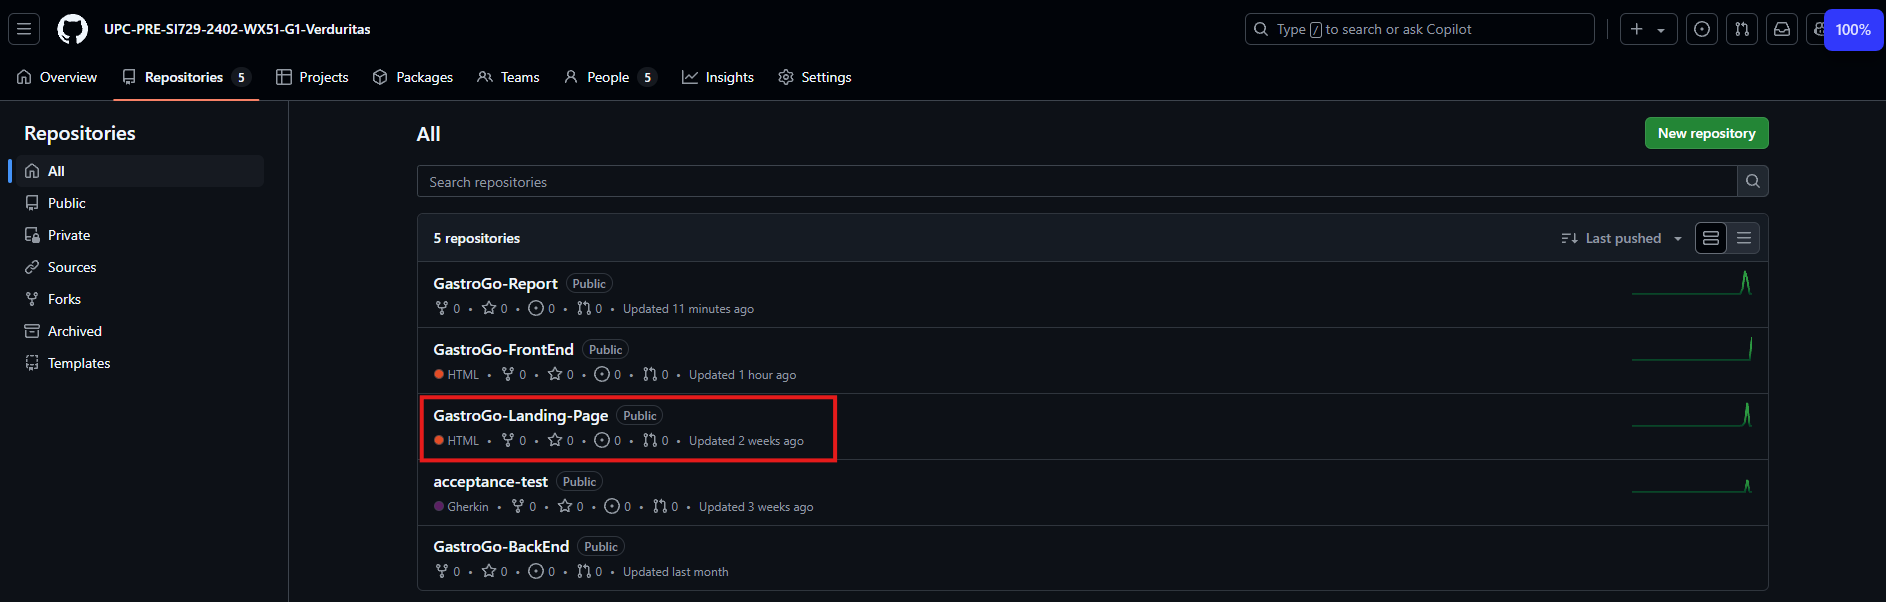 UPC-PRE-SI729-2402-WX51-G1-Verduritas
Type / to search or ask Copilot
100%
Overview
Repositories 5
Projects
Packages
Teams
People 5
Insights
Settings
Repositories
All
Public
Private
Sources
Forks
Archived
Templates
All
New repository
Search repositories
5 repositories
Last pushed
GastroGo-Report Public
0 • 0 • 0 • 0 • Updated 11 minutes ago
GastroGo-FrontEnd Public
HTML • 0 • 0 • 0 • 0 • Updated 1 hour ago
GastroGo-Landing-Page Public
HTML • 0 • 0 • 0 • 0 • Updated 2 weeks ago
acceptance-test Public
Gherkin • 0 • 0 • 0 • 0 • Updated 3 weeks ago
GastroGo-BackEnd Public
0 • 0 • 0 • 0 • Updated last month